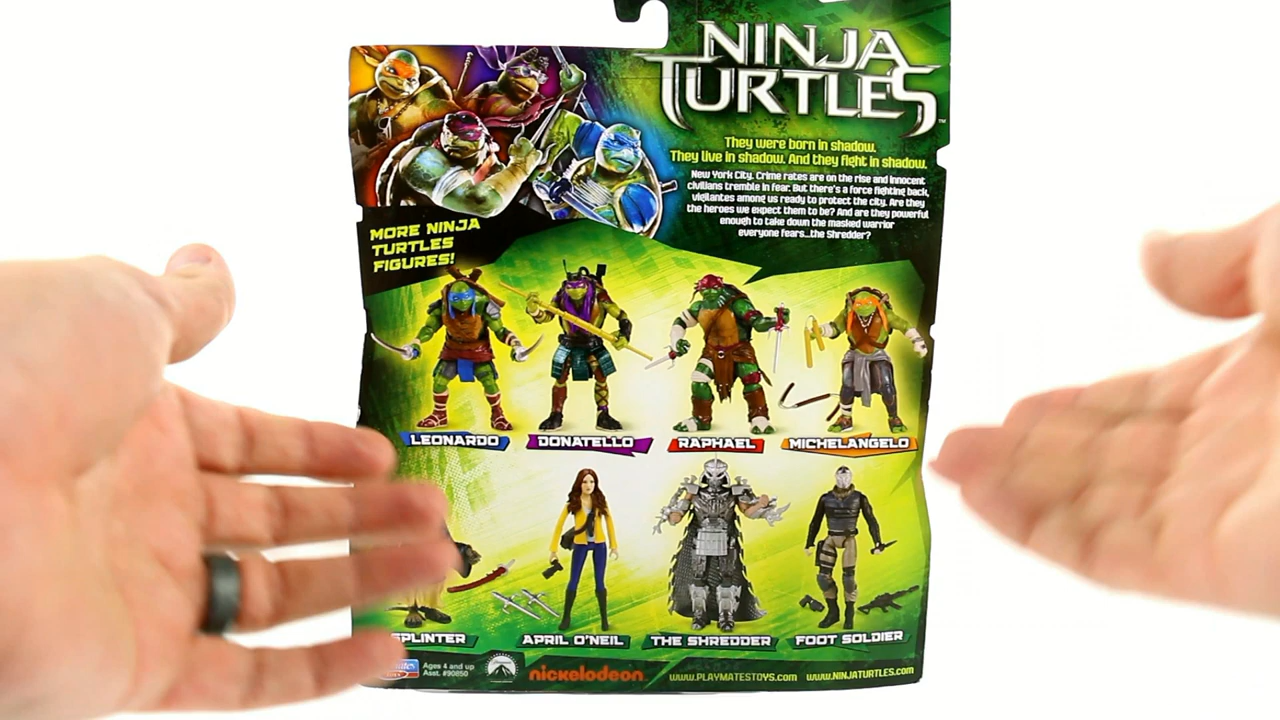 NINJA
TURTLES
TM
They were born in shadow.
They live in shadow. And they fight in shadow.
New York City. Crime rates are on the rise and innocent
civilians tremble in fear. But there's a force fighting back,
vigilantes among us ready to protect the city. Are they
the heroes we expect them to be? And are they powerful
enough to take down the masked warrior
everyone fears...the Shredder?
MORE NINJA
TURTLES
FIGURES!
LEONARDO DONATELLO RAPHAEL MICHELANGELO
SPLINTER APRIL O'NEIL THE SHREDDER FOOT SOLDIER
Ages 4 and up
Asst. #90850
nickelodeon
WWW.PLAYMATESTOYS.COM WWW.NINJATURTLES.COM